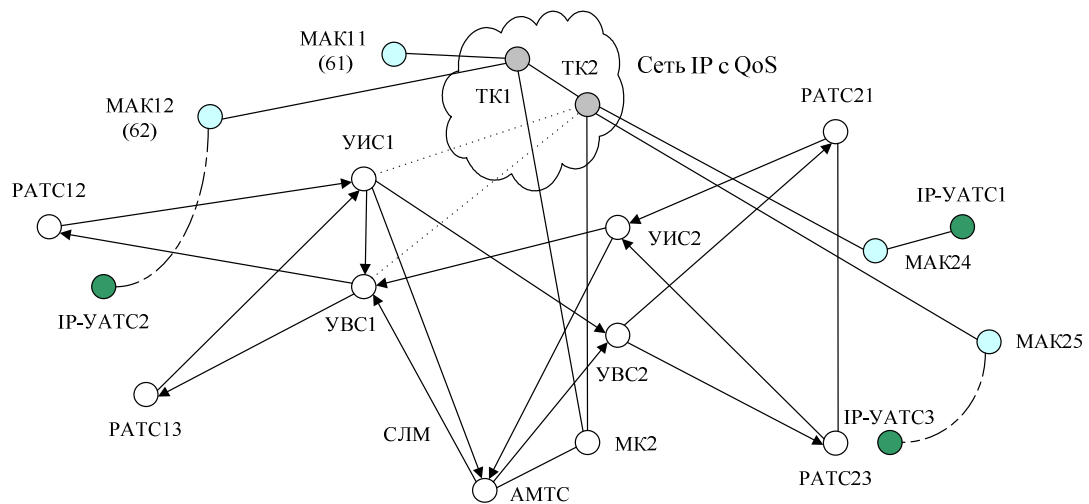 МАК11
(61)
ТК2
Сеть IP с QoS
ТК1
МАК12
(62)
РАТС21
УИС1
РАТС12
IP-УАТС1
УИС2
МАК24
IP-УАТС2
УВС1
МАК25
УВС2
РАТС13
IP-УАТС3
СЛМ
МК2
РАТС23
АМТС